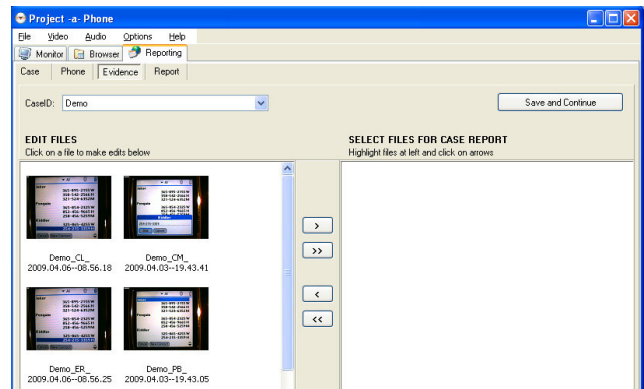 Project -a- Phone
File Video Audio Options Help
Monitor Browser Reporting
Case Phone Evidence Report
CaseID: Demo
Save and Continue
EDIT FILES
Click on a file to make edits below
SELECT FILES FOR CASE REPORT
Highlight files at left and click on arrows
>
>>
<
<<
Demo_CL_
2009.04.06--08.56.18
Demo_CM_
2009.04.03--19.43.41
Demo_ER_
2009.04.06--08.56.25
Demo_PB_
2009.04.03--19.43.05